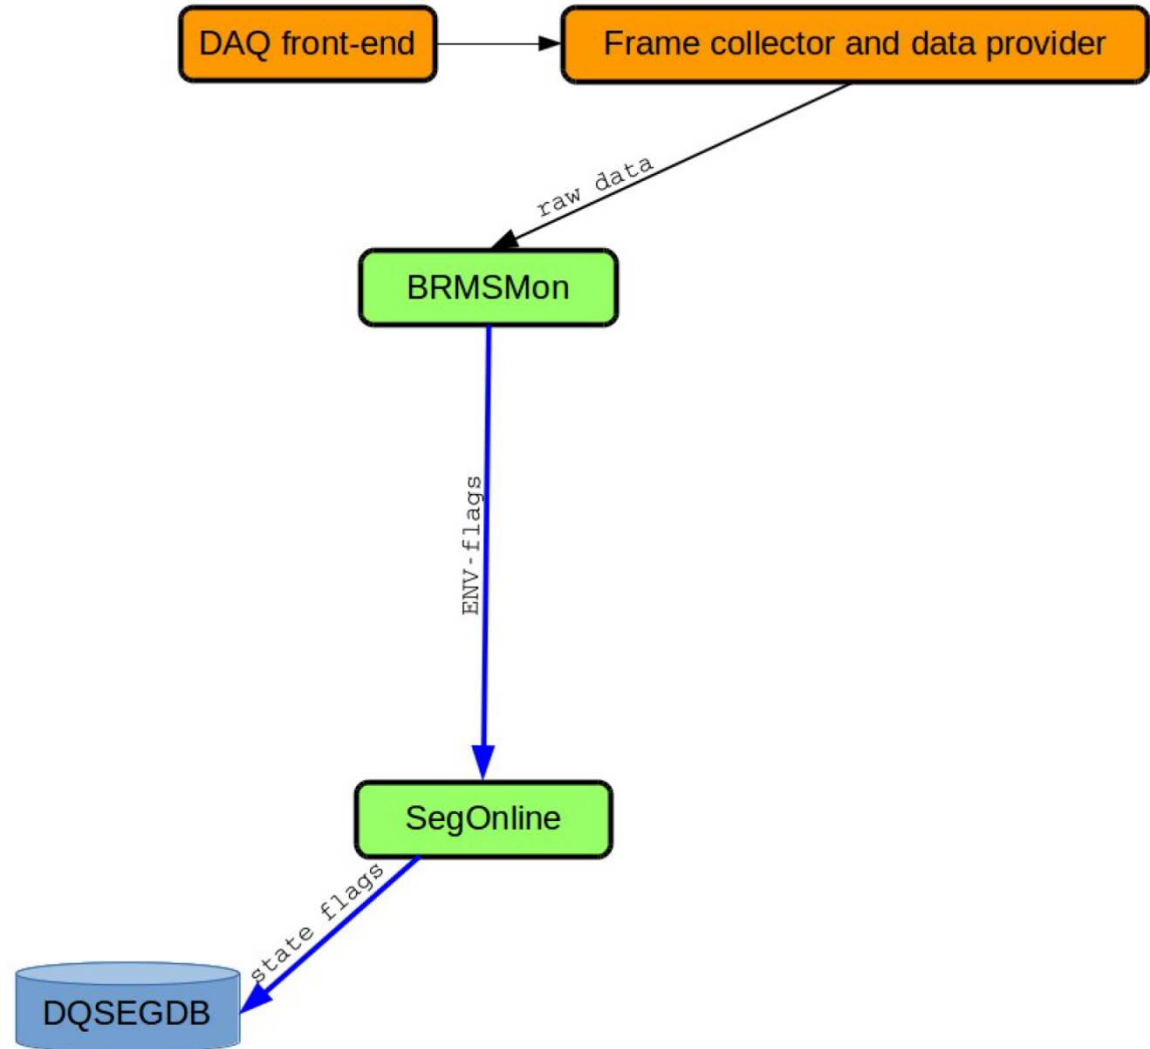 DAQ front-end
Frame collector and data provider
raw data
BRMSMon
ENV-flags
SegOnline
state flags
DQSEGDB